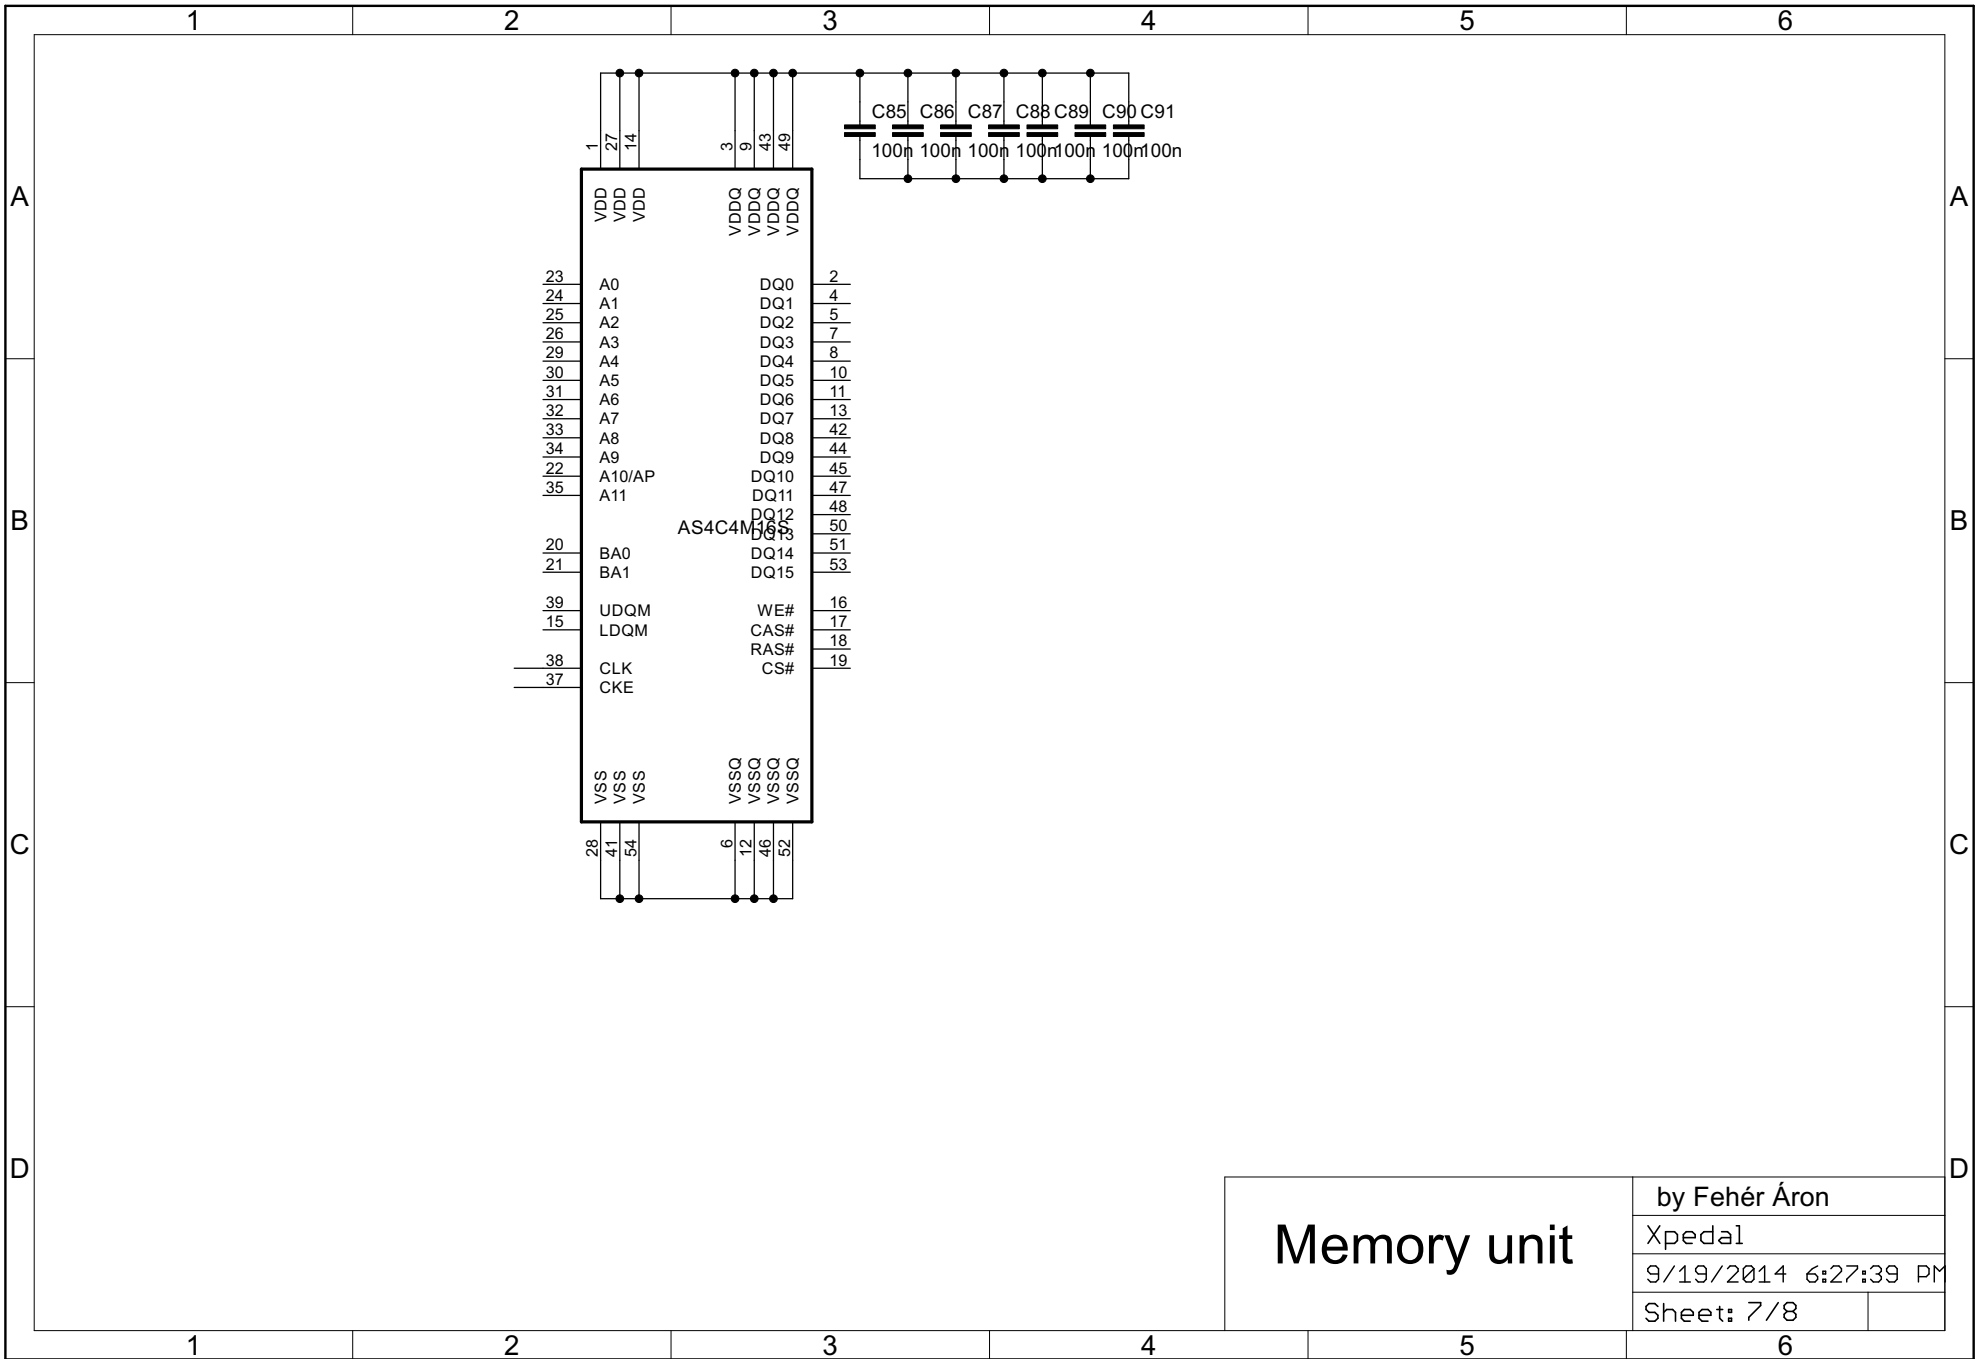 1 2 3 4 5 6
C85 C86 C87 C88 C89 C90 C91
100n 100n 100n 100n 100n 100n 100n
1 27 14 3 9 43 49
A A
VDD VDD VDD VDDQ VDDQ VDDQ VDDQ
23 A0 DQ0 2
24 A1 DQ1 4
25 A2 DQ2 5
26 A3 DQ3 7
29 A4 DQ4 8
30 A5 DQ5 10
31 A6 DQ6 11
32 A7 DQ7 13
33 A8 DQ8 42
34 A9 DQ9 44
22 A10/AP DQ10 45
35 A11 DQ11 47
DQ12 48
B B
AS4C4M16S
DQ13 50
20 BA0 DQ14 51
21 BA1 DQ15 53
39 UDQM WE# 16
15 LDQM CAS# 17
RAS# 18
38 CLK CS# 19
37 CKE
VSS VSS VSS VSSQ VSSQ VSSQ VSSQ
C C
28 41 54 6 12 46 52
D D
Memory unit
by Fehér Áron
Xpedal
9/19/2014 6:27:39 PM
Sheet: 7/8
1 2 3 4 5 6